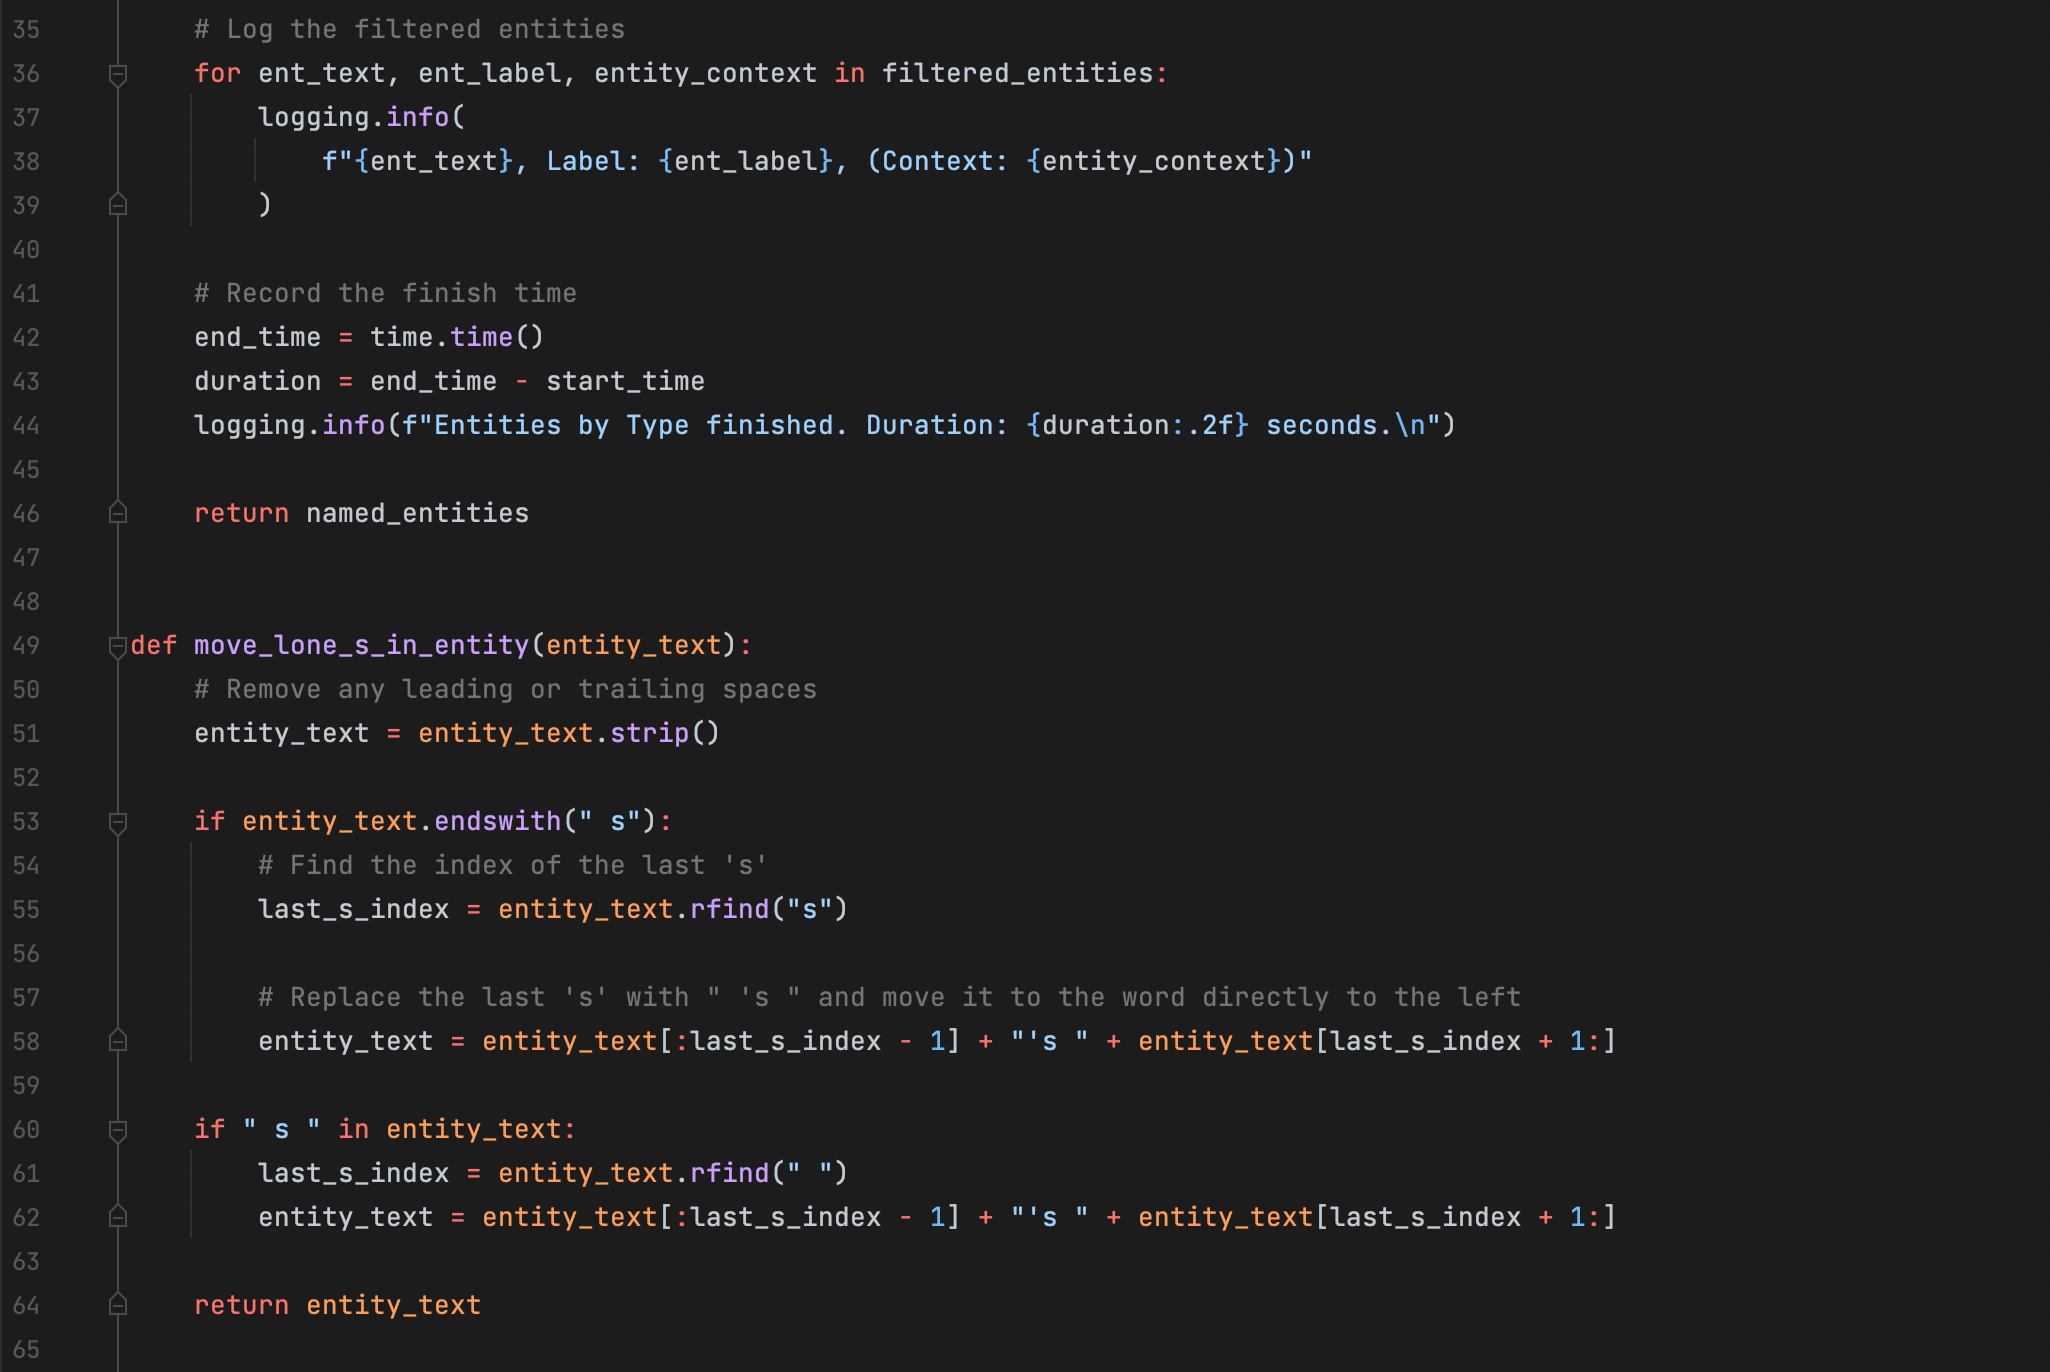 35 # Log the filtered entities
36 for ent_text, ent_label, entity_context in filtered_entities:
37 logging.info(
38 f"{ent_text}, Label: {ent_label}, (Context: {entity_context})"
39 )
40
41 # Record the finish time
42 end_time = time.time()
43 duration = end_time - start_time
44 logging.info(f"Entities by Type finished. Duration: {duration:.2f} seconds.\n")
45
46 return named_entities
47
48
49 def move_lone_s_in_entity(entity_text):
50 # Remove any leading or trailing spaces
51 entity_text = entity_text.strip()
52
53 if entity_text.endswith(" s"):
54 # Find the index of the last 's'
55 last_s_index = entity_text.rfind("s")
56
57 # Replace the last 's' with " 's " and move it to the word directly to the left
58 entity_text = entity_text[:last_s_index - 1] + "'s " + entity_text[last_s_index + 1:]
59
60 if " s " in entity_text:
61 last_s_index = entity_text.rfind(" ")
62 entity_text = entity_text[:last_s_index - 1] + "'s " + entity_text[last_s_index + 1:]
63
64 return entity_text
65